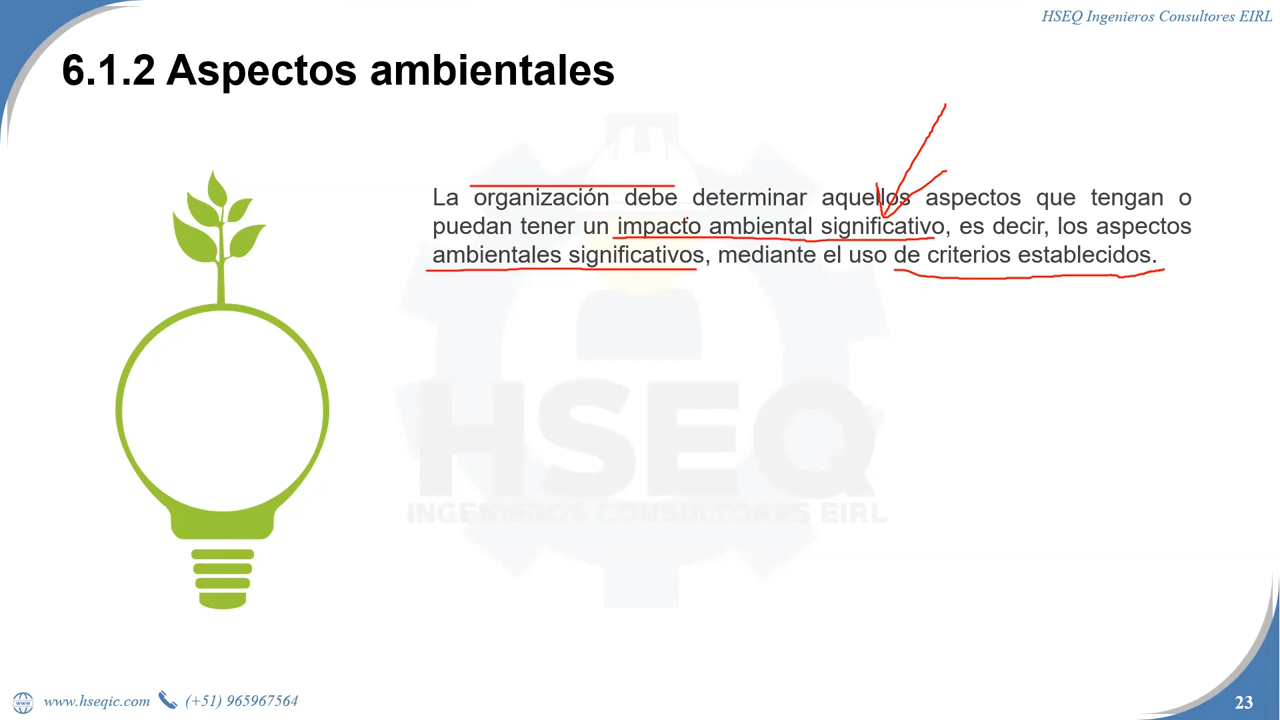 HSEQ Ingenieros Consultores EIRL
6.1.2 Aspectos ambientales
La organización debe determinar aquellos aspectos que tengan o
puedan tener un impacto ambiental significativo, es decir, los aspectos
ambientales significativos, mediante el uso de criterios establecidos.
HSEQ
INGENIEROS CONSULTORES EIRL
www.hseqic.com
(+51) 965967564
23